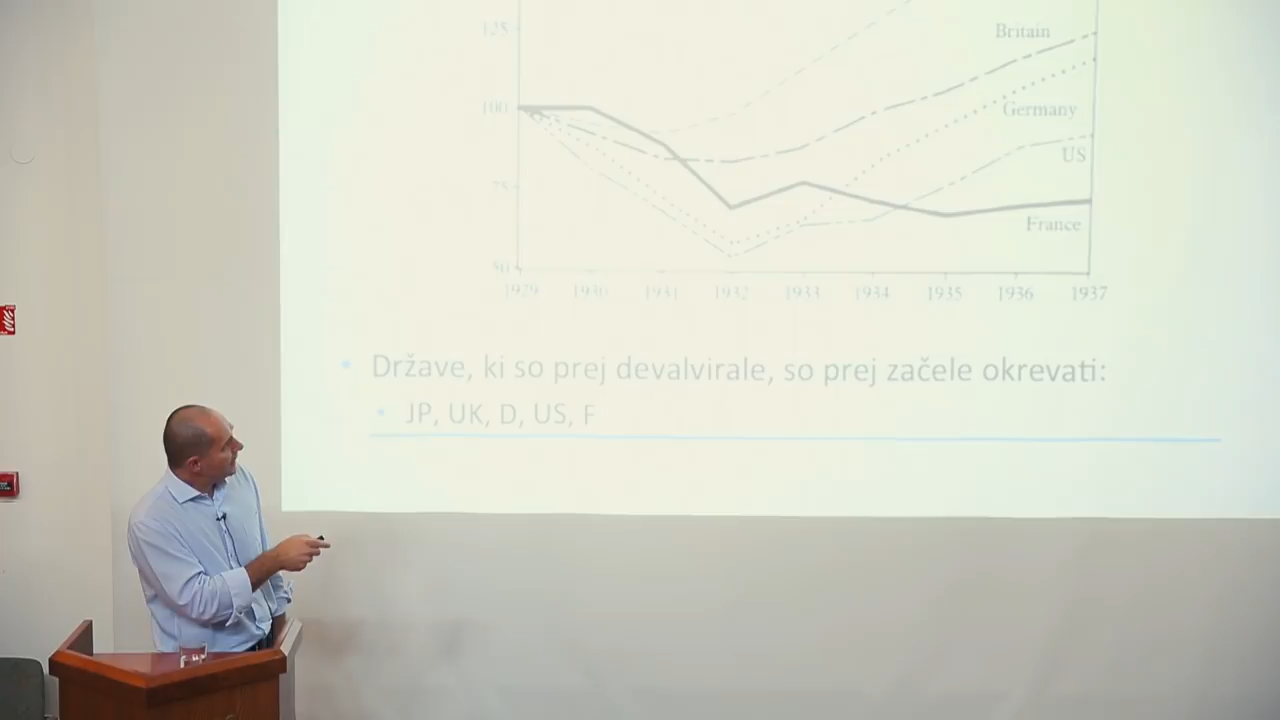 125
Britain
100
Germany
US
75
France
50
1929 1930 1931 1932 1933 1934 1935 1936 1937
• Države, ki so prej devalvirale, so prej začele okrevati:
• JP, UK, D, US, F